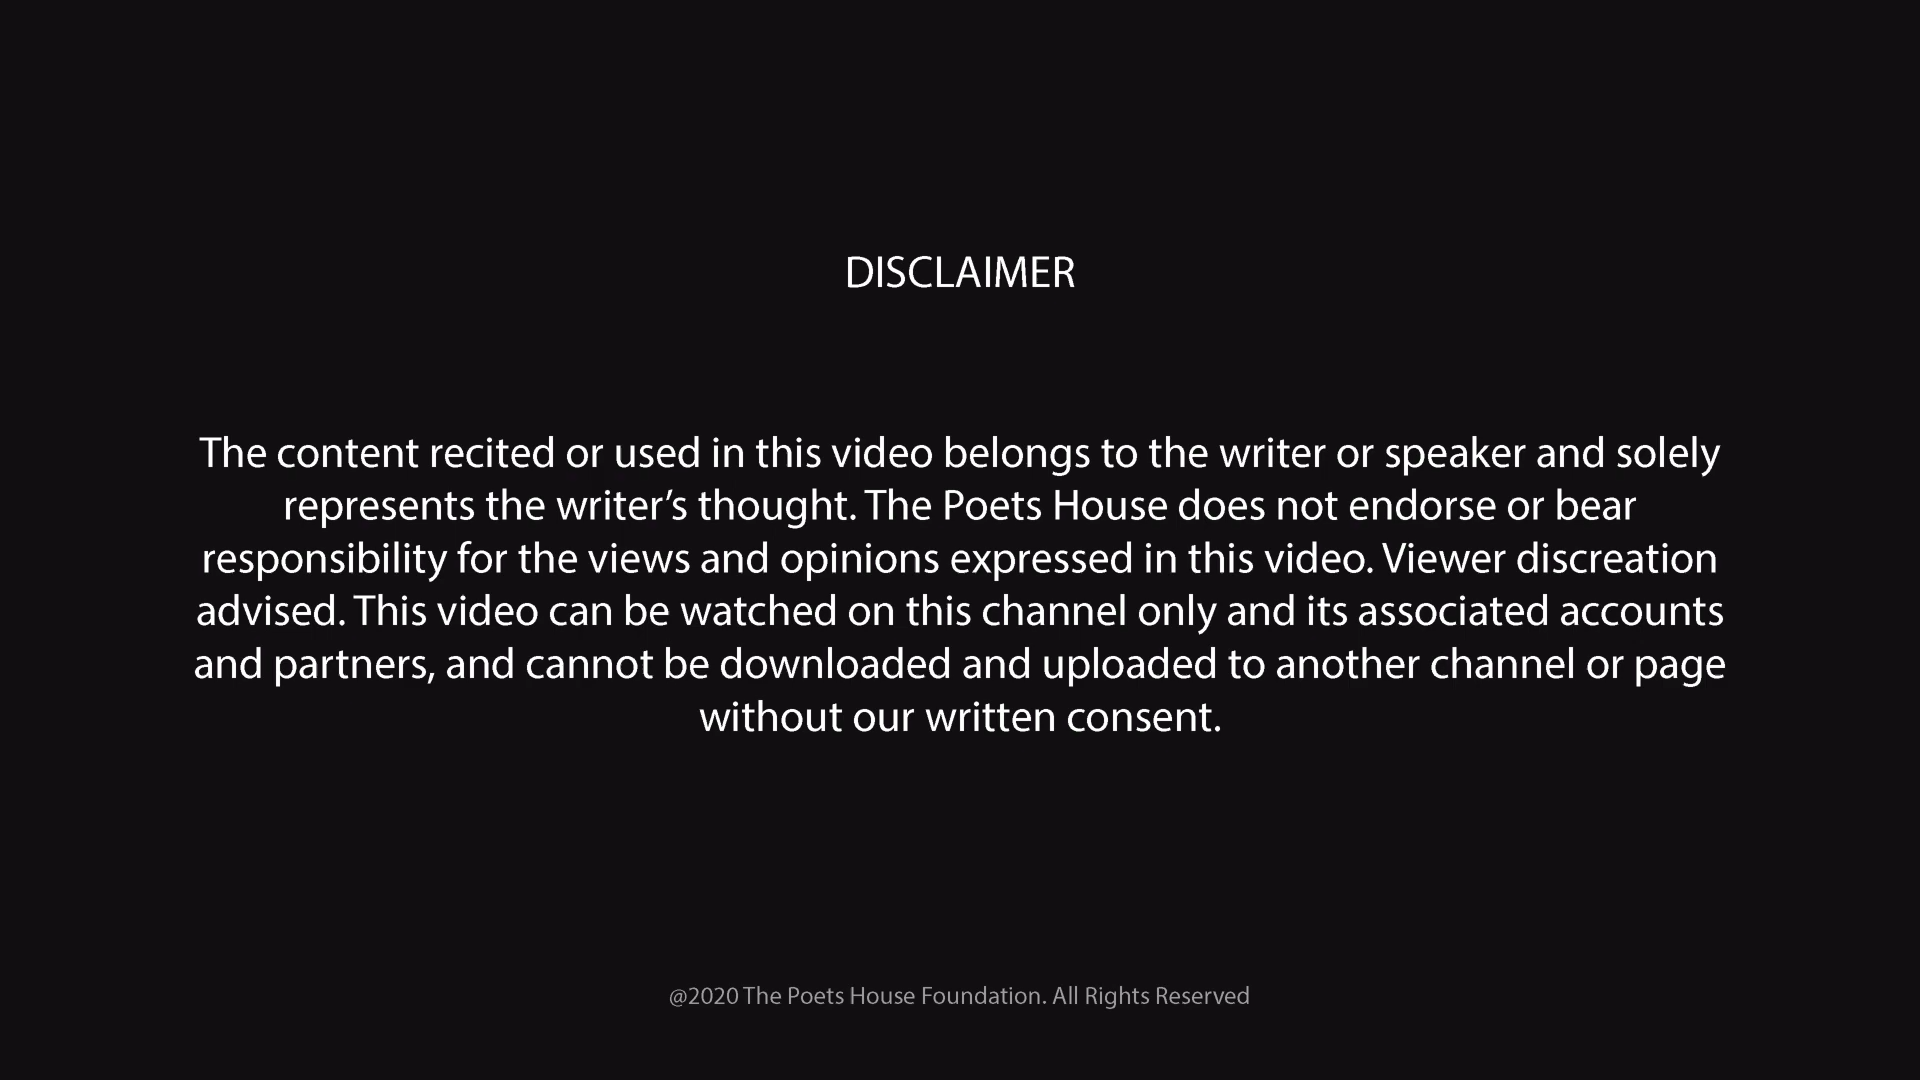 DISCLAIMER
The content recited or used in this video belongs to the writer or speaker and solely
represents the writer’s thought. The Poets House does not endorse or bear
responsibility for the views and opinions expressed in this video. Viewer discreation
advised. This video can be watched on this channel only and its associated accounts
and partners, and cannot be downloaded and uploaded to another channel or page
without our written consent.
@2020 The Poets House Foundation. All Rights Reserved